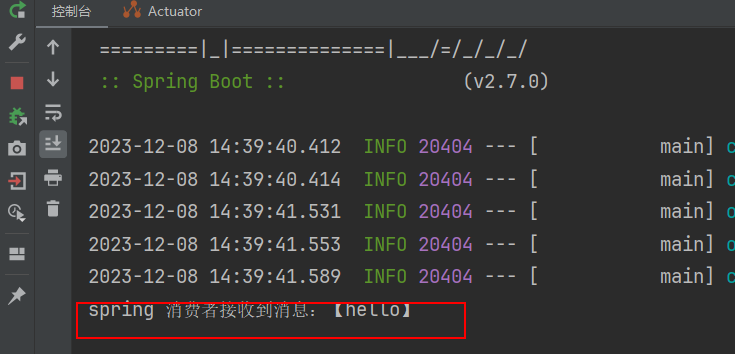 控制台 Actuator
=========|_|==============|___/=/_/_/_/
:: Spring Boot :: (v2.7.0)
2023-12-08 14:39:40.412 INFO 20404 --- [ main] c
2023-12-08 14:39:40.414 INFO 20404 --- [ main] c
2023-12-08 14:39:41.531 INFO 20404 --- [ main] o
2023-12-08 14:39:41.553 INFO 20404 --- [ main] o
2023-12-08 14:39:41.589 INFO 20404 --- [ main] c
spring 消费者接收到消息：【hello】